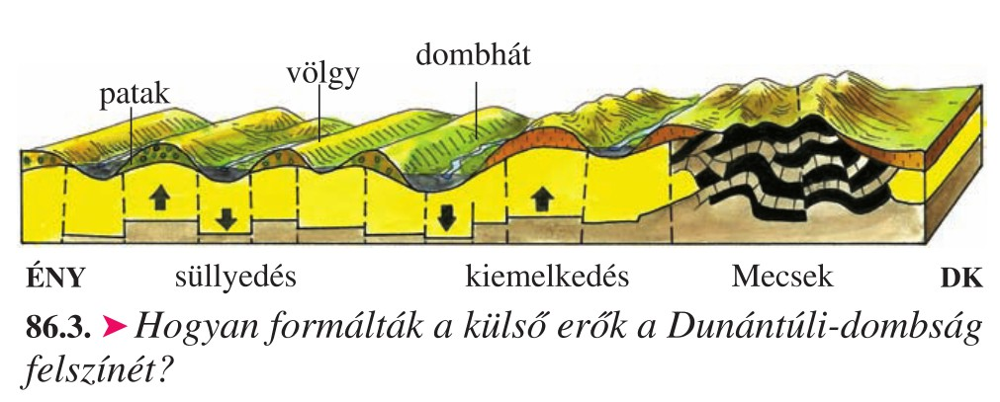 dombhát
völgy
patak
ÉNY süllyedés kiemelkedés Mecsek DK
86.3. ➤ Hogyan formálták a külső erők a Dunántúli-dombság
felszínét?